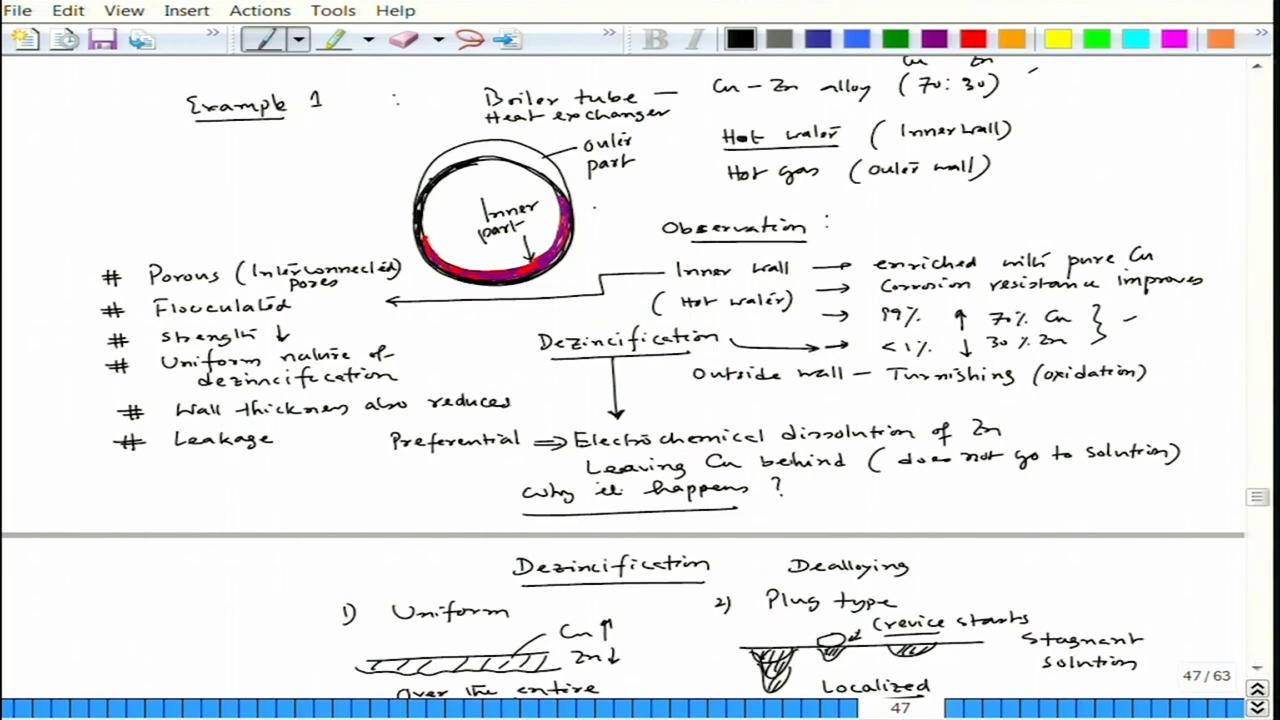 File Edit View Insert Actions Tools Help
B I
Cu Zn
Example 1 : Boiler tube — Cu-Zn alloy (70:30)
Heat exchanger
outer part
Hot water (Inner wall)
Hot gas (outer wall)
Inner part
Observation :
Inner wall → enriched with pure Cu
(Hot water) → Corrosion resistance improves
→ 99% ↑ 70% Cu
Dezincification → <1% ↓ 30% Zn
Outside wall — Turnishing (oxidation)
# Porous (Interconnected pores)
# Flocculated
# strength ↓
# Uniform nature of dezincification
# Wall thickness also reduces
# Leakage
Preferential ⇒ Electrochemical dissolution of Zn
Leaving Cu behind (does not go to solution)
Why it happens ?
Dezincification Dealloying
1) Uniform
Cu ↑
Zn ↓
over the entire
2) Plug type
Crevice starts
Stagnant solution
Localized
47/63
47